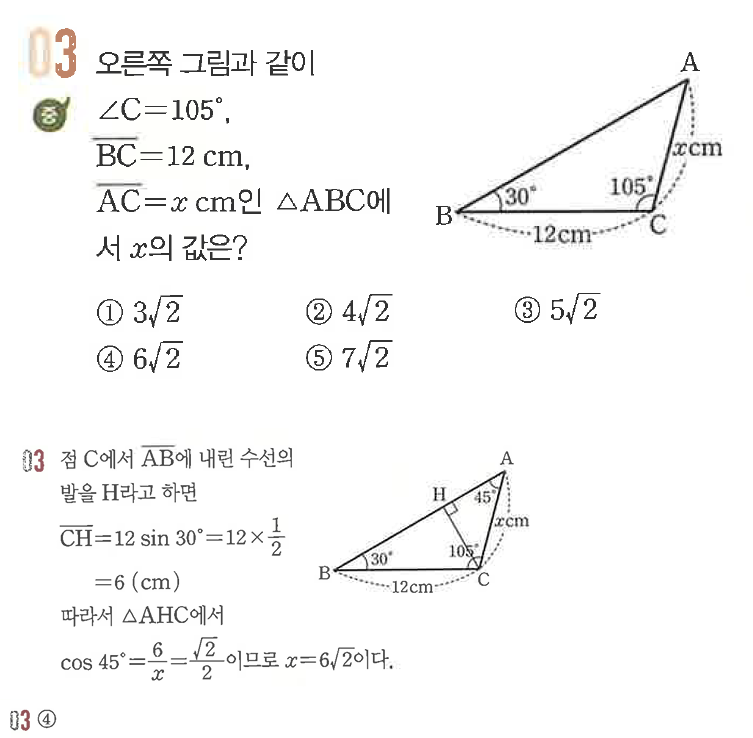 03 오른쪽 그림과 같이
중 ∠C=105°,
BC=12 cm,
AC=x cm인 △ABC에
서 x의 값은?
A
B
C
30°
105°
x cm
12cm
① 3√2 ② 4√2 ③ 5√2
④ 6√2 ⑤ 7√2
03 점 C에서 AB에 내린 수선의
발을 H라고 하면
CH=12 sin 30°=12×1/2
=6 (cm)
따라서 △AHC에서
cos 45°=6/x=√2/2이므로 x=6√2이다.
A
H
45°
x cm
B
30°
105°
C
12cm
03 ④